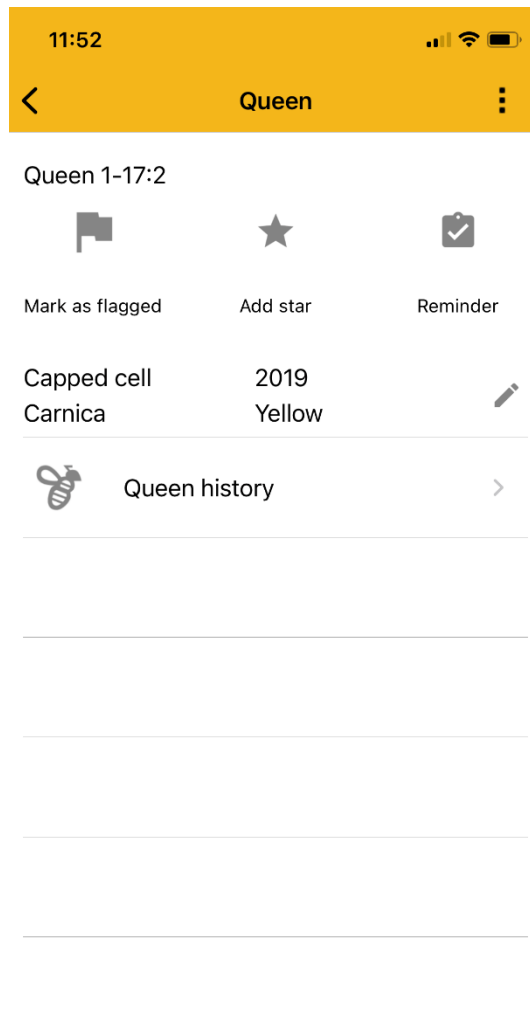 11:52
Queen
Queen 1-17:2
Mark as flagged
Add star
Reminder
Capped cell
2019
Carnica
Yellow
Queen history